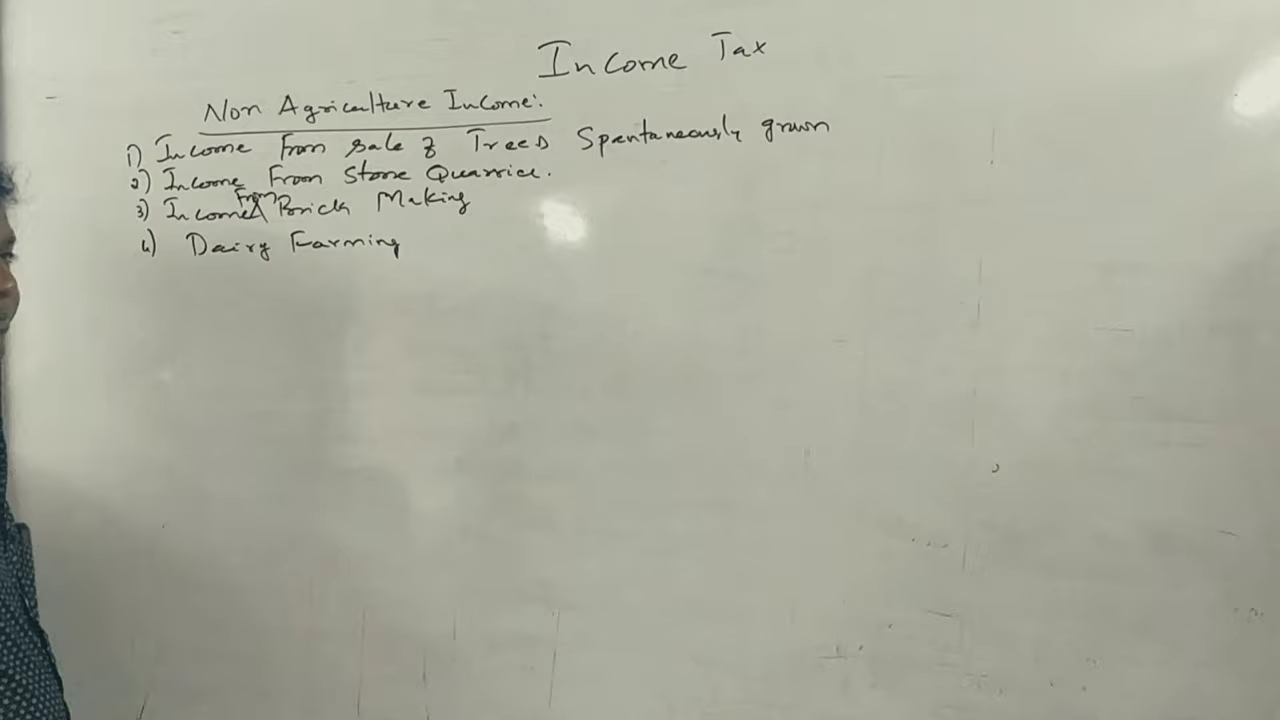 Income Tax
Non Agriculture Income:
1) Income From sale of Trees Spontaneously grown
2) Income From Stone Quarries.
3) Income From Brick Making
4) Dairy Farming